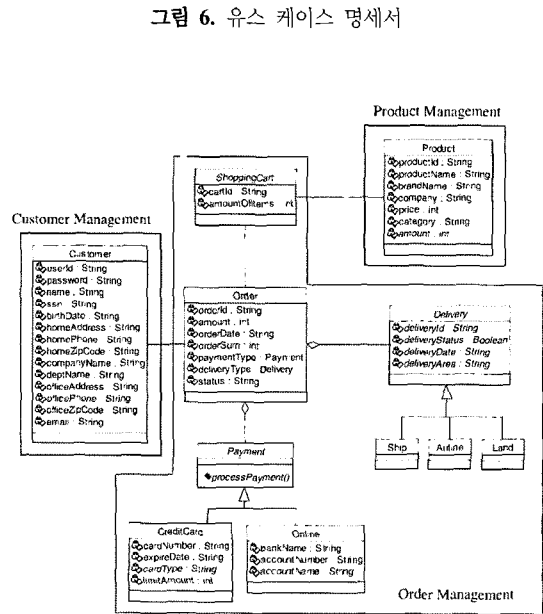 그림 6. 유스 케이스 명세서
Product Management
Product
productId : String
productName : String
brandName : String
company : String
price : int
category : String
amount : int
ShoppingCart
cartId : String
amountOfItems : int
Customer Management
Customer
userId : String
password : String
name : String
ssn : String
birthDate : String
homeAddress : String
homePhone : String
homeZipCode : String
companyName : String
deptName : String
officeAddress : String
officePhone : String
officeZipCode : String
email : String
Order
orderId : String
amount : int
orderDate : String
orderSum : int
paymentType : Payment
deliveryType : Delivery
status : String
Delivery
deliveryId : String
deliveryStatus : Boolean
deliveryDate : String
deliveryArea : String
Ship
Airline
Land
Payment
processPayment()
CreditCard
cardNumber : String
expireDate : String
cardType : String
limitAmount : int
Online
bankName : String
accountNumber : String
accountName : String
Order Management